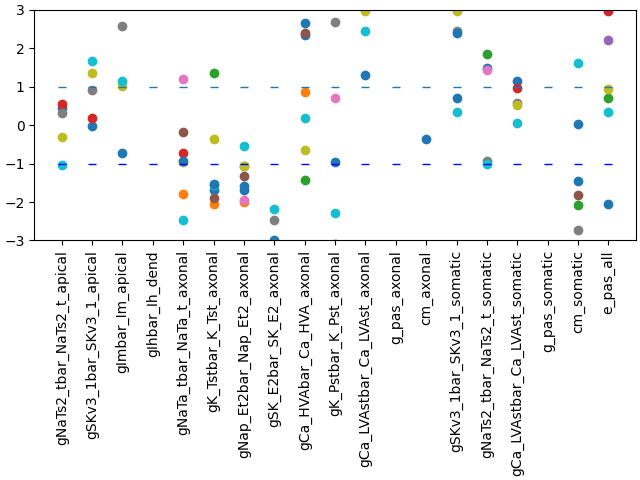 3
2
1
0
−1
−2
−3
gNaTs2_tbar_NaTs2_t_apical
gSKv3_1bar_SKv3_1_apical
gImbar_Im_apical
gIhbar_Ih_dend
gNaTa_tbar_NaTa_t_axonal
gK_Tstbar_K_Tst_axonal
gNap_Et2bar_Nap_Et2_axonal
gSK_E2bar_SK_E2_axonal
gCa_HVAbar_Ca_HVA_axonal
gK_Pstbar_K_Pst_axonal
gCa_LVAstbar_Ca_LVAst_axonal
g_pas_axonal
cm_axonal
gSKv3_1bar_SKv3_1_somatic
gNaTs2_tbar_NaTs2_t_somatic
gCa_LVAstbar_Ca_LVAst_somatic
g_pas_somatic
cm_somatic
e_pas_all